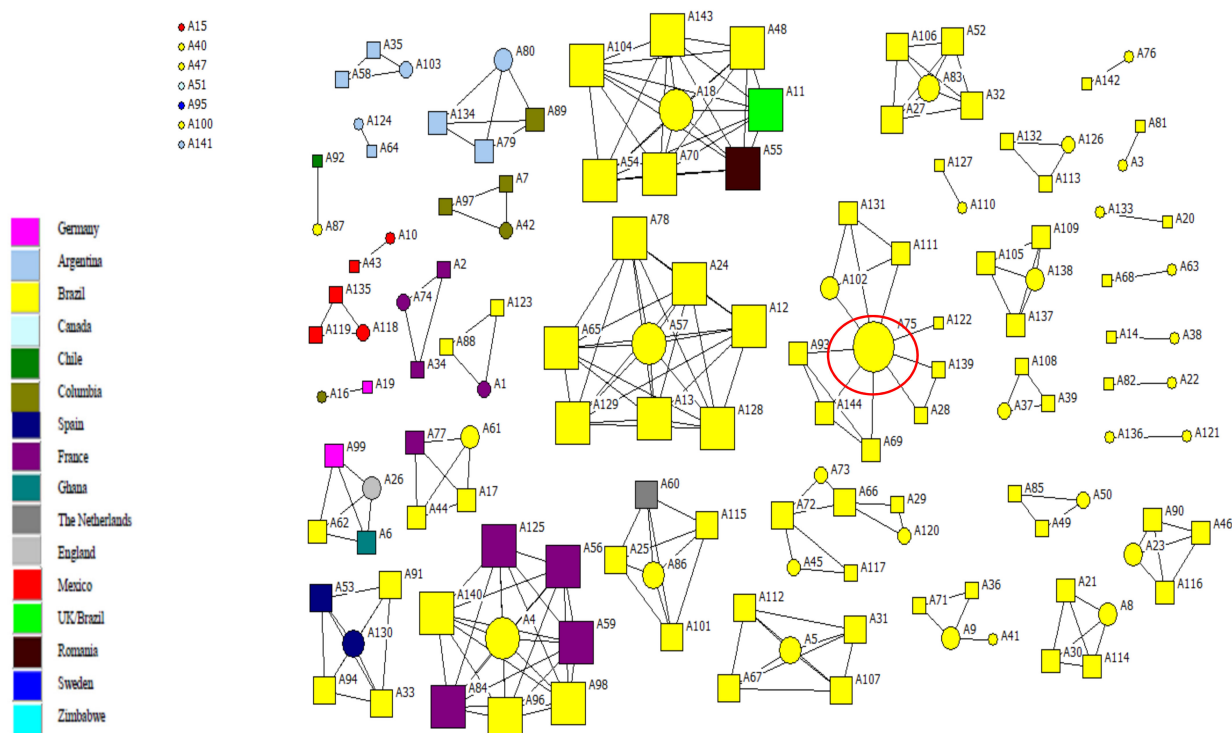 A15
A40
A47
A51
A95
A100
A141
Germany
Argentina
Brazil
Canada
Chile
Columbia
Spain
France
Ghana
The Netherlands
England
Mexico
UK/Brazil
Romania
Sweden
Zimbabwe
A35
A103
A58
A80
A134
A89
A79
A124
A64
A92
A87
A7
A97
A42
A10
A43
A135
A119
A118
A2
A74
A34
A123
A88
A1
A16
A19
A99
A26
A62
A6
A77
A61
A17
A44
A53
A91
A130
A94
A33
A143
A48
A104
A18
A11
A54
A70
A55
A78
A24
A12
A65
A57
A129
A13
A128
A125
A56
A140
A4
A59
A84
A96
A98
A60
A115
A25
A86
A101
A106
A52
A83
A27
A32
A131
A111
A102
A75
A122
A93
A139
A144
A28
A69
A73
A72
A66
A29
A120
A45
A117
A112
A31
A5
A67
A107
A76
A142
A132
A126
A113
A81
A3
A127
A110
A133
A20
A109
A105
A138
A137
A68
A63
A14
A38
A108
A37
A39
A82
A22
A136
A121
A85
A50
A49
A90
A46
A23
A116
A36
A71
A9
A41
A21
A8
A30
A114